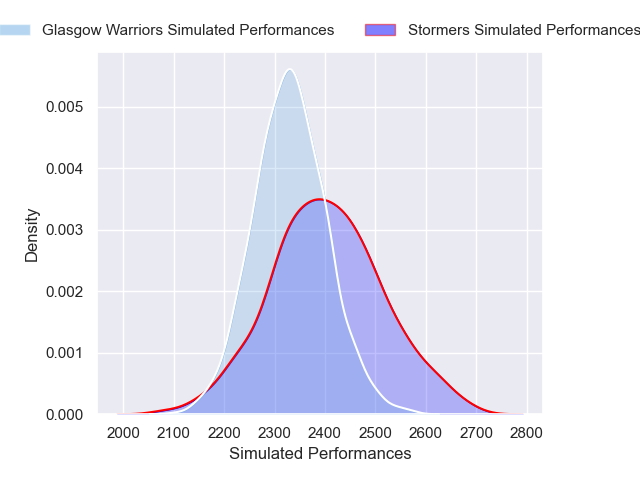 Glasgow Warriors Simulated Performances
Stormers Simulated Performances
0.005
0.004
0.003
0.002
0.001
0.000
Density
2000 2100 2200 2300 2400 2500 2600 2700 2800
Simulated Performances